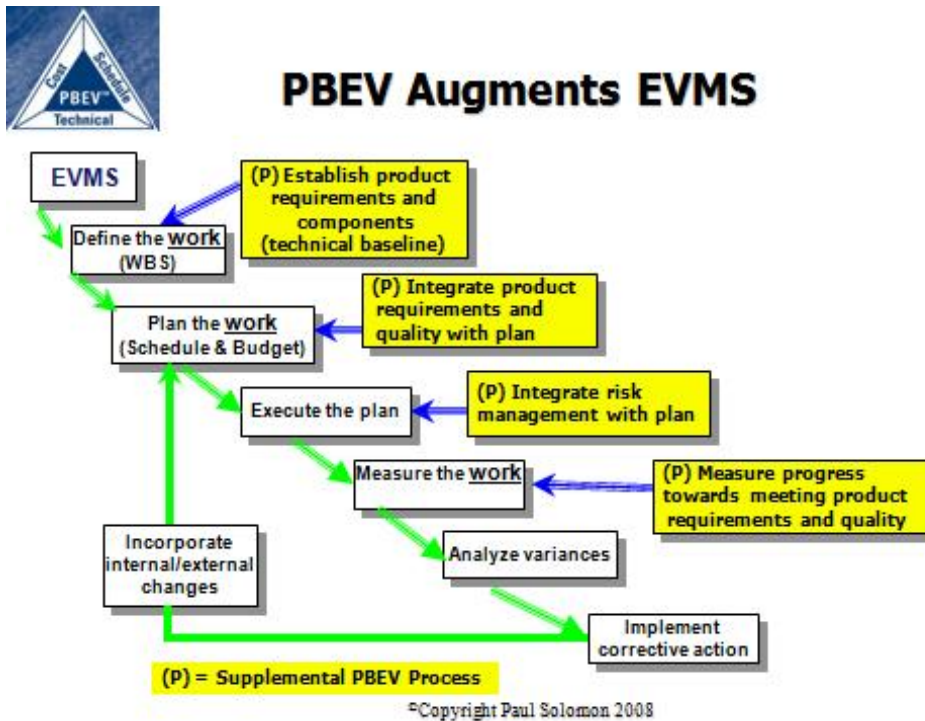 Cost
Schedule
PBEV™
Technical
PBEV Augments EVMS
EVMS
(P) Establish product
requirements and
components
(technical baseline)
Define the work
(WBS)
(P) Integrate product
requirements and
quality with plan
Plan the work
(Schedule & Budget)
(P) Integrate risk
management with plan
Execute the plan
Measure the work
(P) Measure progress
towards meeting product
requirements and quality
Incorporate
internal/external
changes
Analyze variances
Implement
corrective action
(P) = Supplemental PBEV Process
©Copyright Paul Solomon 2008